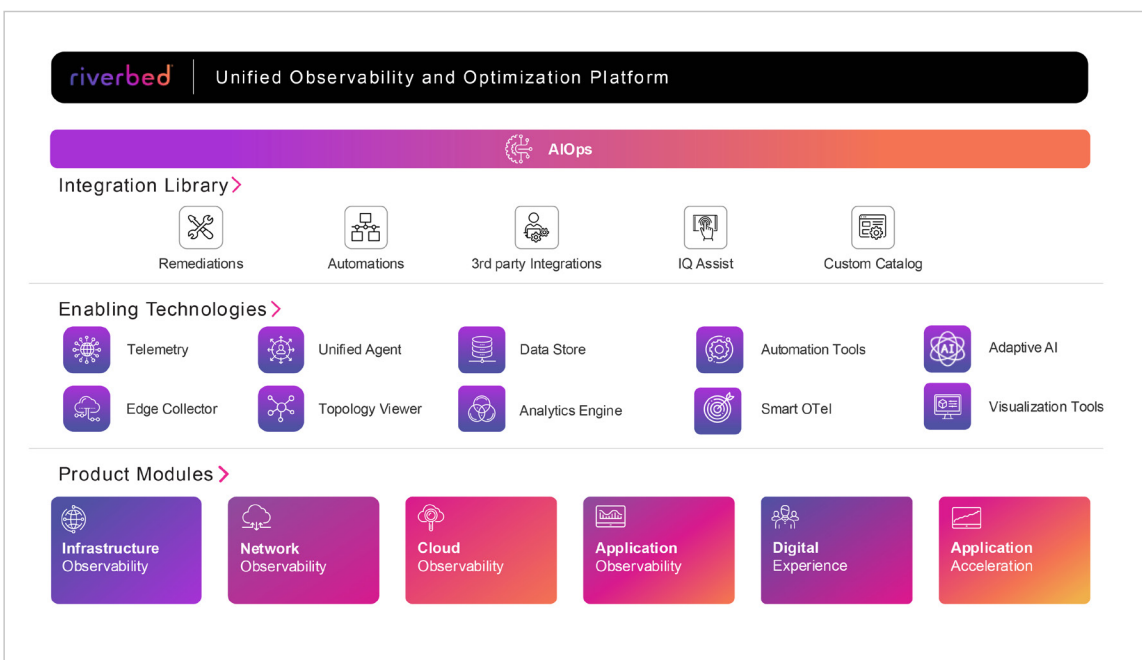 riverbed Unified Observability and Optimization Platform
AIOps
Integration Library
Remediations Automations 3rd party Integrations IQ Assist Custom Catalog
Enabling Technologies
Telemetry Unified Agent Data Store Automation Tools AI Adaptive AI
Edge Collector Topology Viewer Analytics Engine Smart OTel Visualization Tools
Product Modules
Infrastructure
Observability
Network
Observability
Cloud
Observability
Application
Observability
Digital
Experience
Application
Acceleration